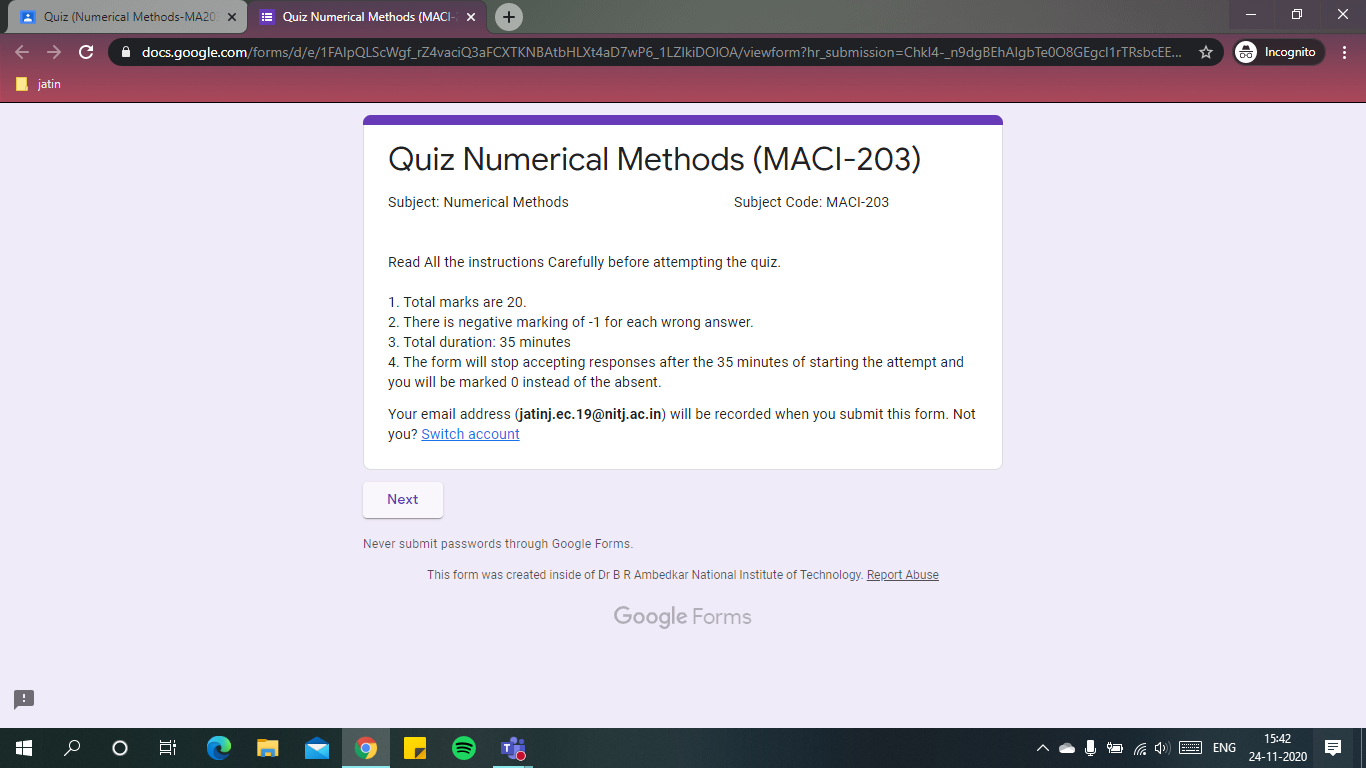 Quiz (Numerical Methods-MA20
Quiz Numerical Methods (MACI-
docs.google.com/forms/d/e/1FAIpQLScWgf_rZ4vaciQ3aFCXTKNBAtbHLXt4aD7wP6_1LZIkiDOlOA/viewform?hr_submission=ChkI4-_n9dgBEhAIgbTe0O8GEgcI1rTRsbcEE...
Incognito
jatin
Quiz Numerical Methods (MACI-203)
Subject: Numerical Methods Subject Code: MACI-203
Read All the instructions Carefully before attempting the quiz.
1. Total marks are 20.
2. There is negative marking of -1 for each wrong answer.
3. Total duration: 35 minutes
4. The form will stop accepting responses after the 35 minutes of starting the attempt and
you will be marked 0 instead of the absent.
Your email address (jatinj.ec.19@nitj.ac.in) will be recorded when you submit this form. Not
you? Switch account
Next
Never submit passwords through Google Forms.
This form was created inside of Dr B R Ambedkar National Institute of Technology. Report Abuse
Google Forms
ENG
15:42
24-11-2020